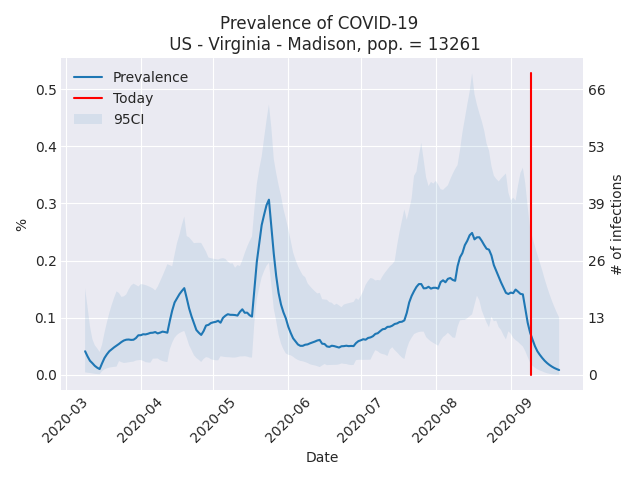 Prevalence of COVID-19
US - Virginia - Madison, pop. = 13261
Prevalence
Today
95CI
%
0.5
0.4
0.3
0.2
0.1
0.0
66
53
39
26
13
0
# of infections
2020-03
2020-04
2020-05
2020-06
2020-07
2020-08
2020-09
Date